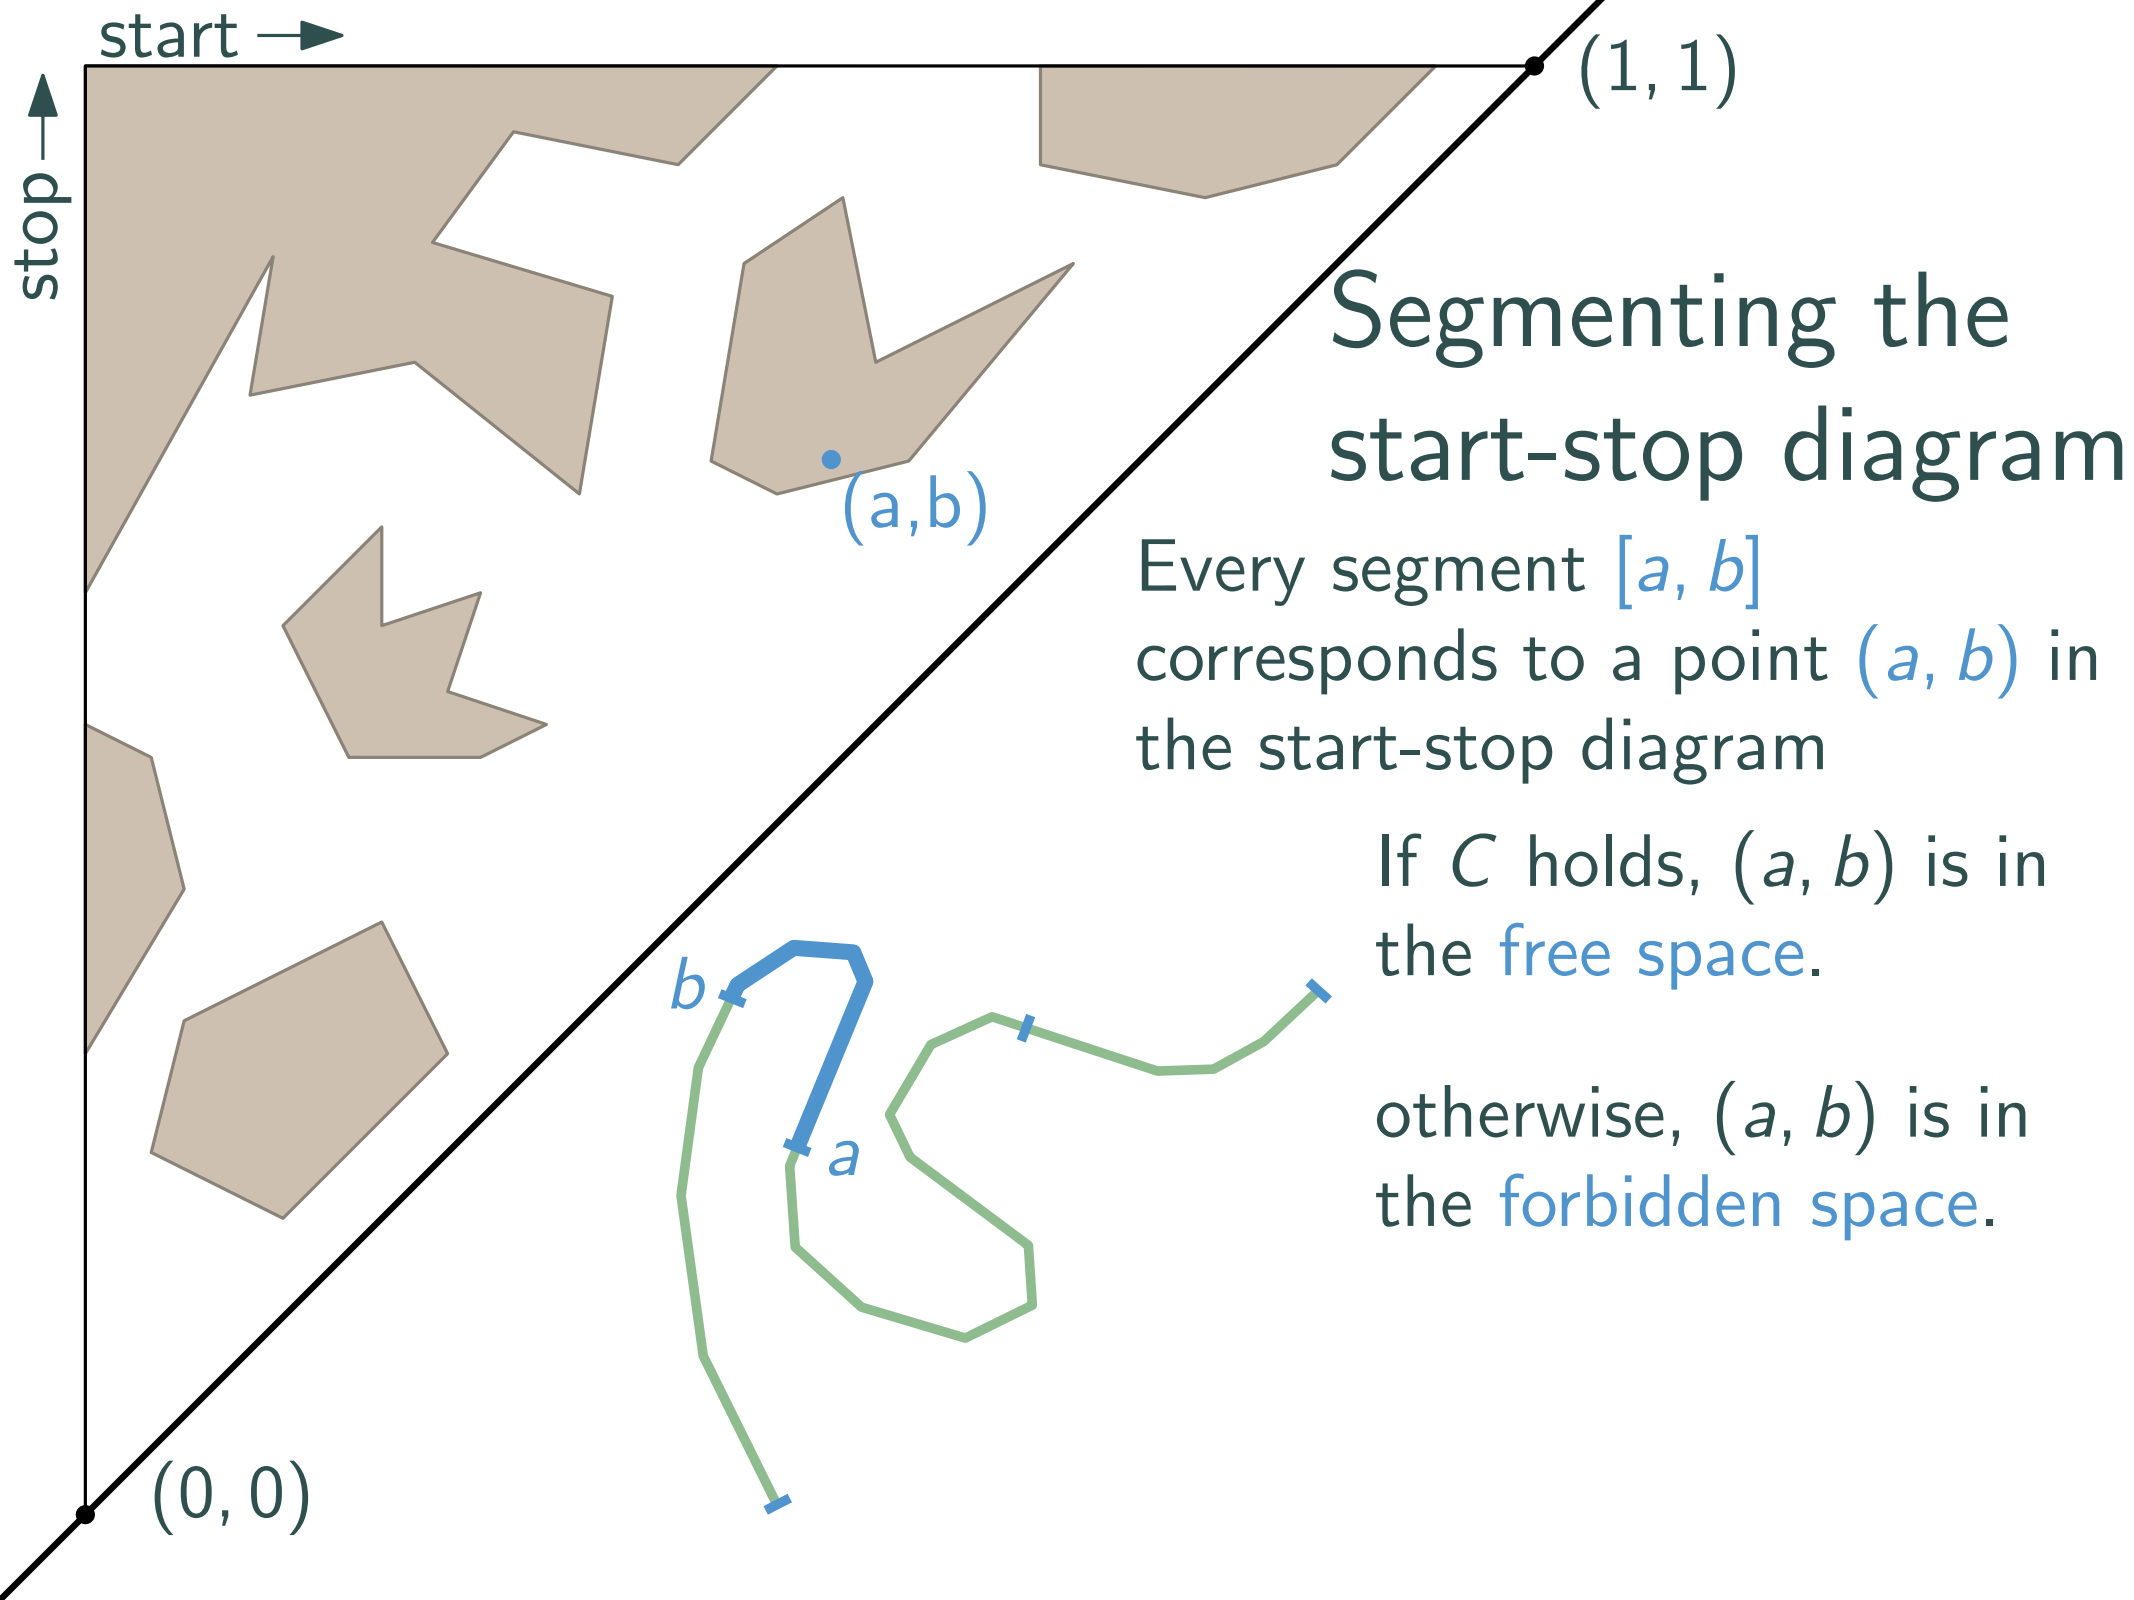 start
stop
(1, 1)
Segmenting the
start-stop diagram
(a,b)
Every segment [a, b]
corresponds to a point (a, b) in
the start-stop diagram
If C holds, (a, b) is in
the free space.
b
a
otherwise, (a, b) is in
the forbidden space.
(0, 0)